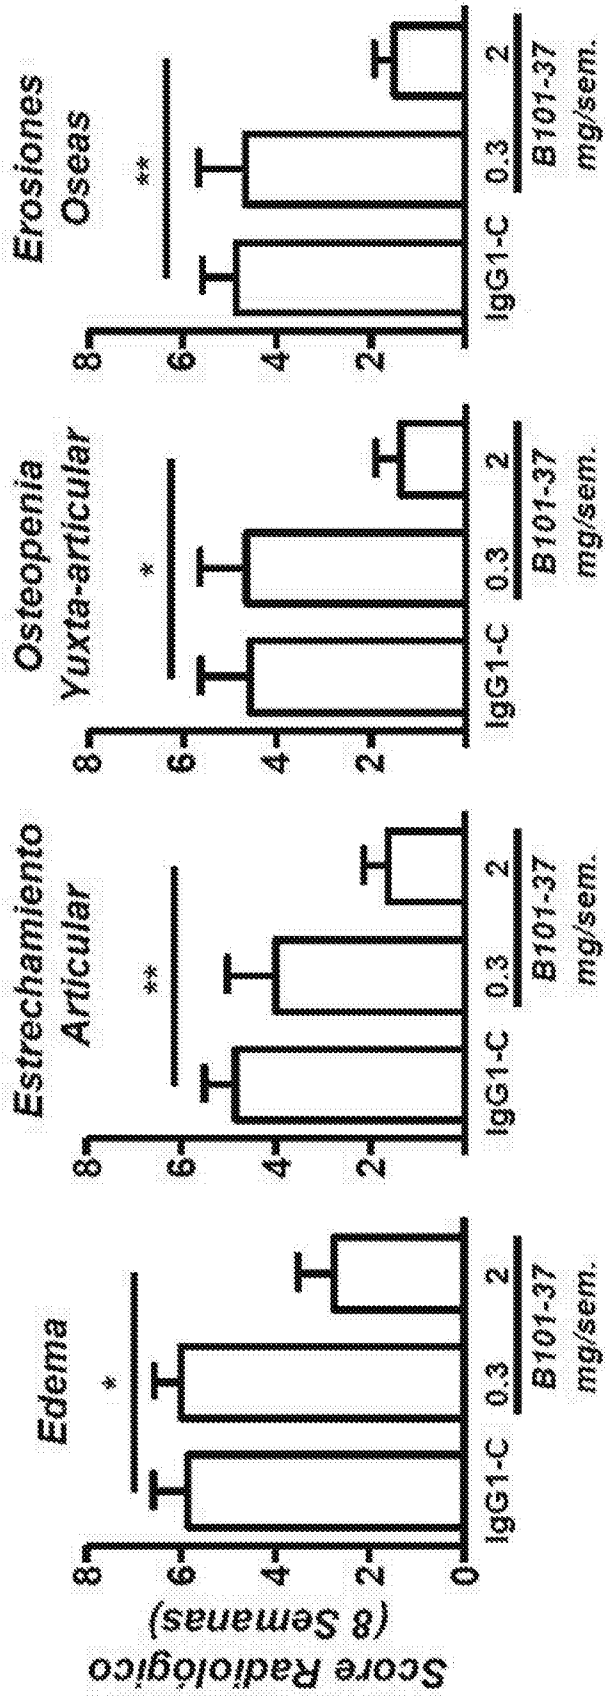 Score Radiológico
(8 Semanas)
Edema
8
6
4
2
0
*
IgG1-C
0.3
2
B101-37
mg/sem.
Estrechamiento
Articular
8
6
4
2
**
IgG1-C
0.3
2
B101-37
mg/sem.
Osteopenia
Yuxta-articular
8
6
4
2
*
IgG1-C
0.3
2
B101-37
mg/sem.
Erosiones
Oseas
8
6
4
2
**
IgG1-C
0.3
2
B101-37
mg/sem.